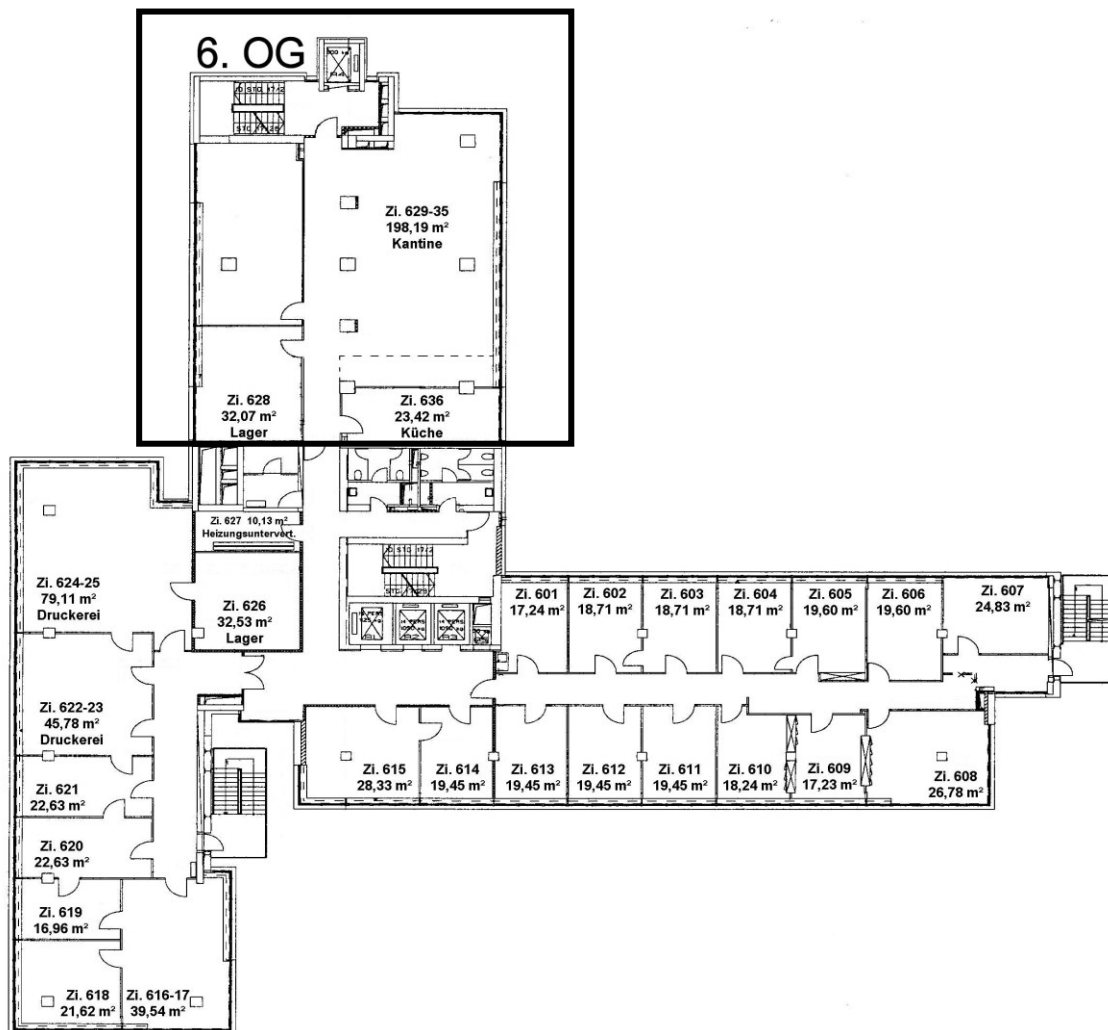 6. OG
Zi. 629-35
198,19 m²
Kantine
Zi. 628
32,07 m²
Lager
Zi. 636
23,42 m²
Küche
Zi. 627 10,13 m²
Heizungsuntervert.
Zi. 624-25
79,11 m²
Druckerei
Zi. 626
32,53 m²
Lager
Zi. 601
17,24 m²
Zi. 602
18,71 m²
Zi. 603
18,71 m²
Zi. 604
18,71 m²
Zi. 605
19,60 m²
Zi. 606
19,60 m²
Zi. 607
24,83 m²
Zi. 622-23
45,78 m²
Druckerei
Zi. 615
28,33 m²
Zi. 614
19,45 m²
Zi. 613
19,45 m²
Zi. 612
19,45 m²
Zi. 611
19,45 m²
Zi. 610
18,24 m²
Zi. 609
17,23 m²
Zi. 608
26,78 m²
Zi. 621
22,63 m²
Zi. 620
22,63 m²
Zi. 619
16,96 m²
Zi. 618
21,62 m²
Zi. 616-17
39,54 m²